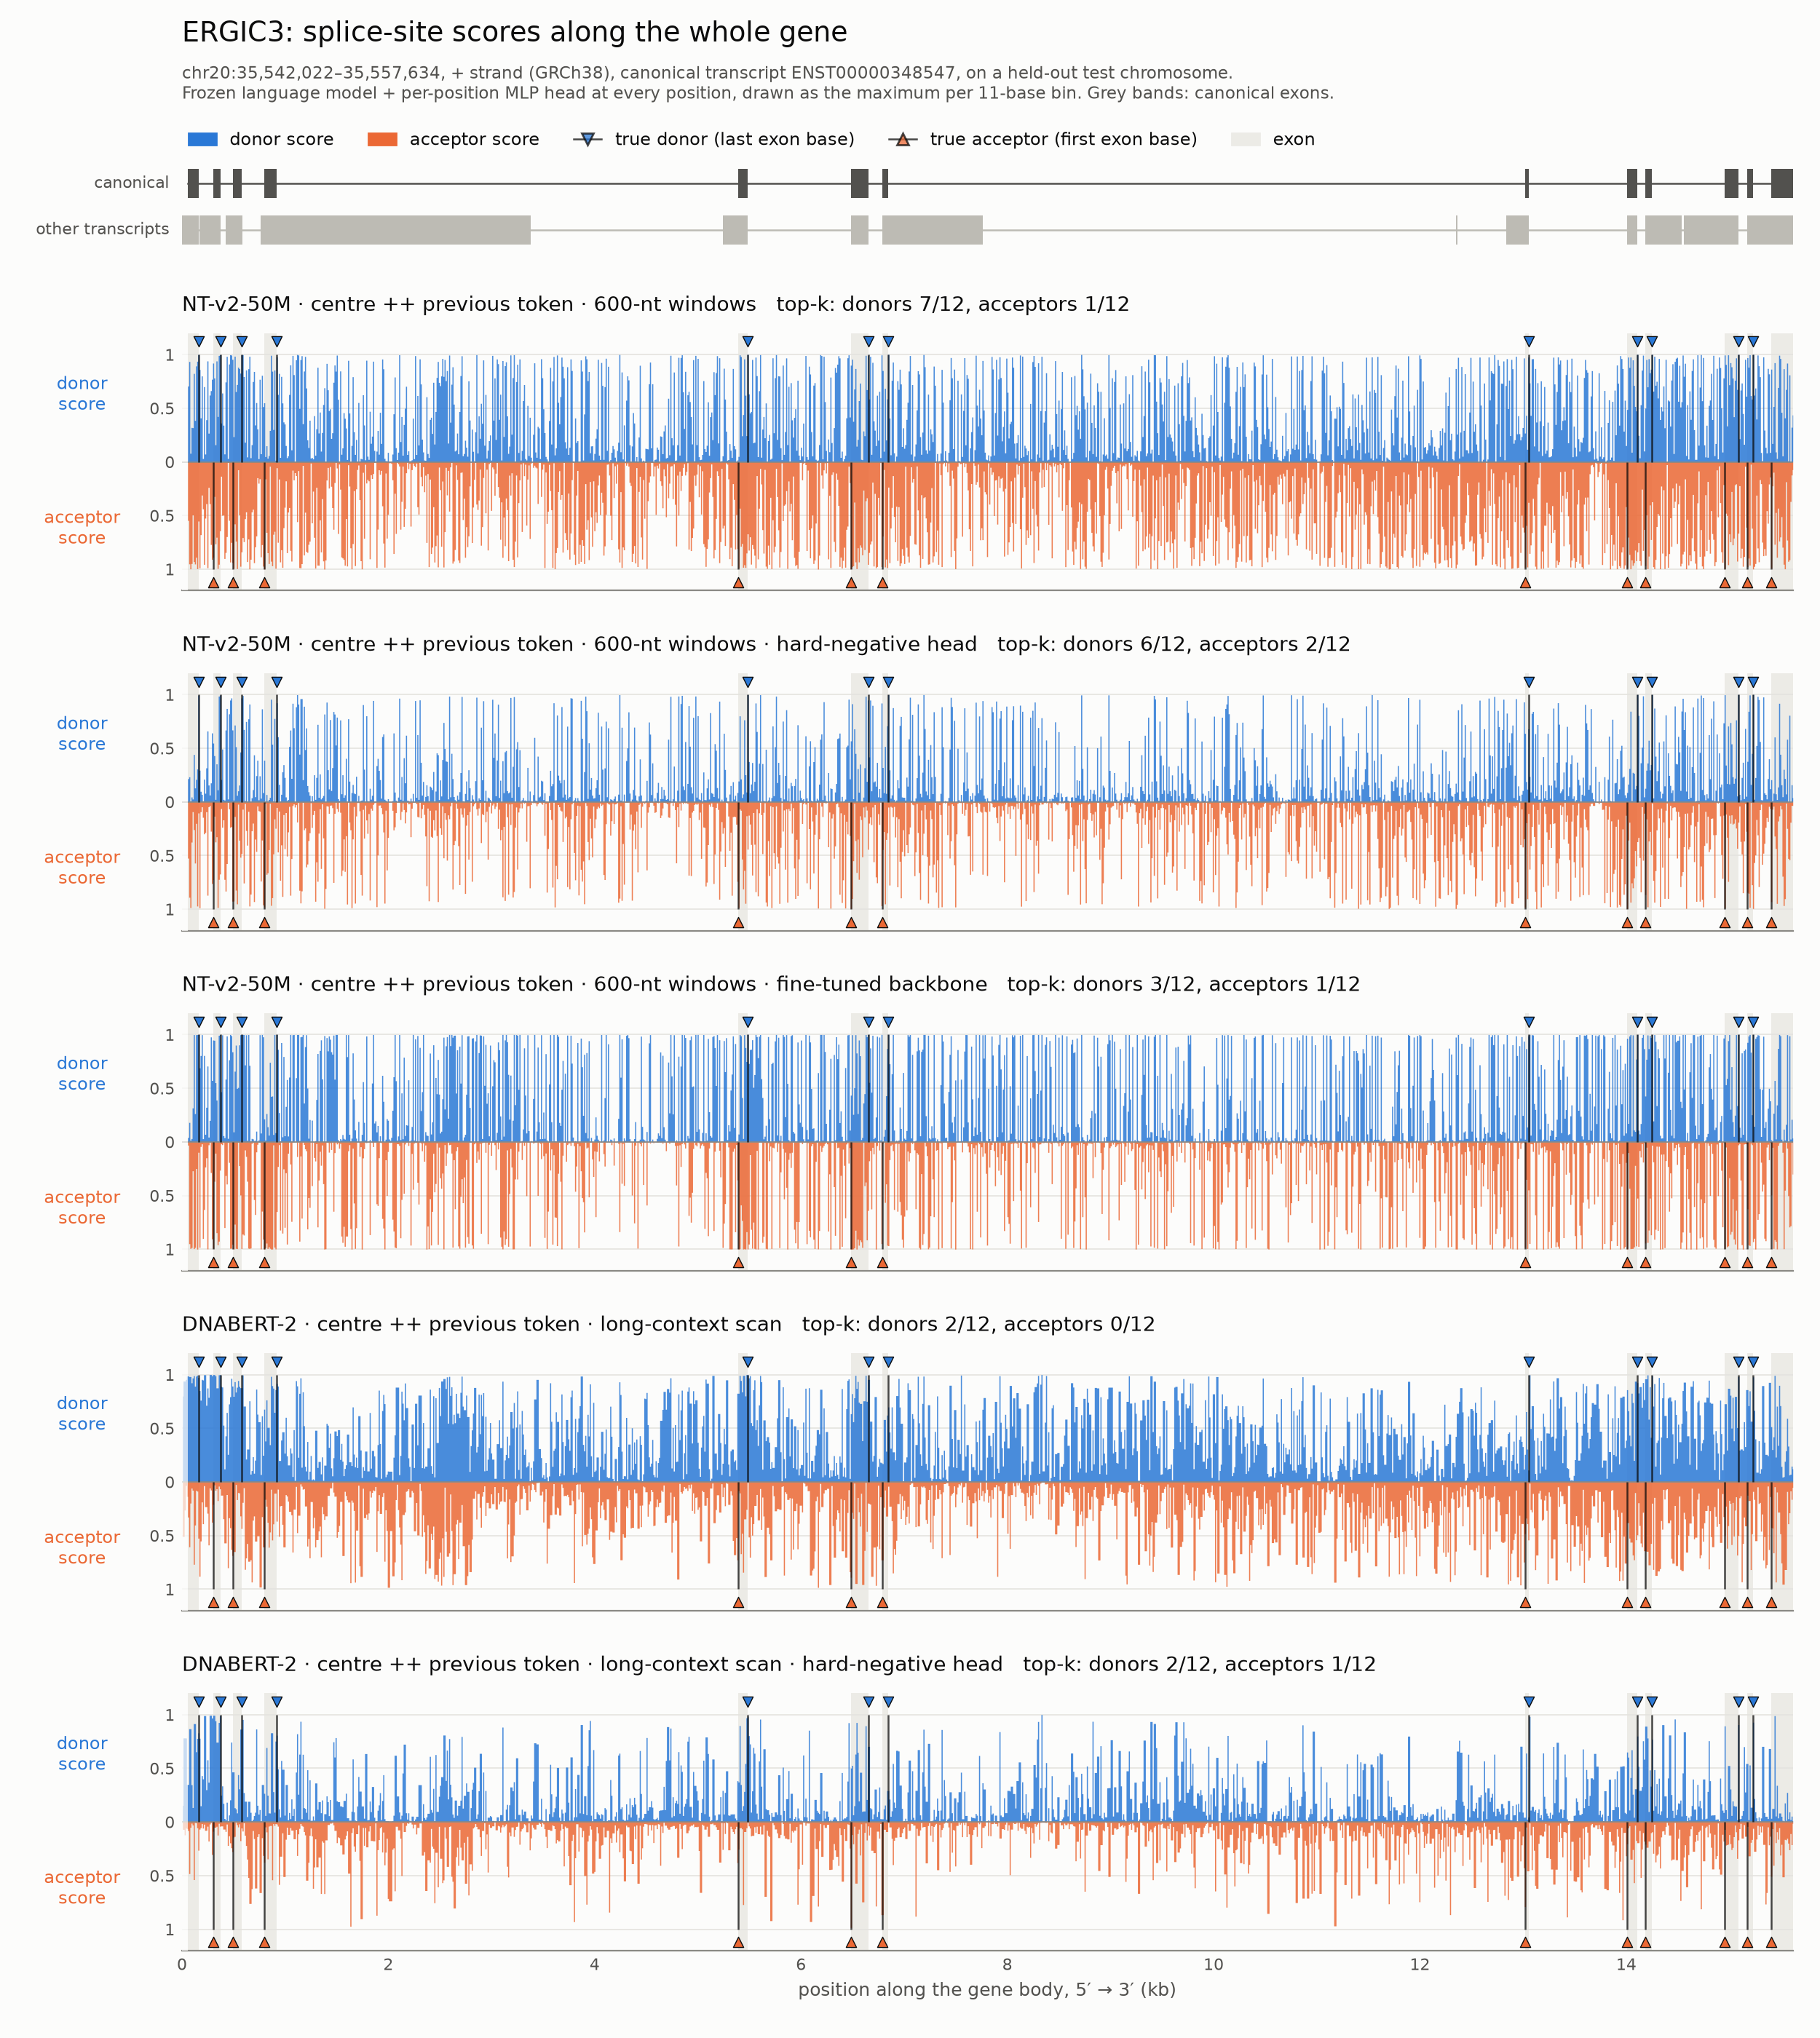 ERGIC3: splice-site scores along the whole gene
chr20:35,542,022–35,557,634, + strand (GRCh38), canonical transcript ENST00000348547, on a held-out test chromosome.
Frozen language model + per-position MLP head at every position, drawn as the maximum per 11-base bin. Grey bands: canonical exons.
donor score acceptor score true donor (last exon base) true acceptor (first exon base) exon
canonical
other transcripts
NT-v2-50M · centre ++ previous token · 600-nt windows top-k: donors 7/12, acceptors 1/12
1
donor
score
0.5
0
acceptor
score
0.5
1
NT-v2-50M · centre ++ previous token · 600-nt windows · hard-negative head top-k: donors 6/12, acceptors 2/12
1
donor
score
0.5
0
acceptor
score
0.5
1
NT-v2-50M · centre ++ previous token · 600-nt windows · fine-tuned backbone top-k: donors 3/12, acceptors 1/12
1
donor
score
0.5
0
acceptor
score
0.5
1
DNABERT-2 · centre ++ previous token · long-context scan top-k: donors 2/12, acceptors 0/12
1
donor
score
0.5
0
acceptor
score
0.5
1
DNABERT-2 · centre ++ previous token · long-context scan · hard-negative head top-k: donors 2/12, acceptors 1/12
1
donor
score
0.5
0
acceptor
score
0.5
1
0 2 4 6 8 10 12 14
position along the gene body, 5′ → 3′ (kb)